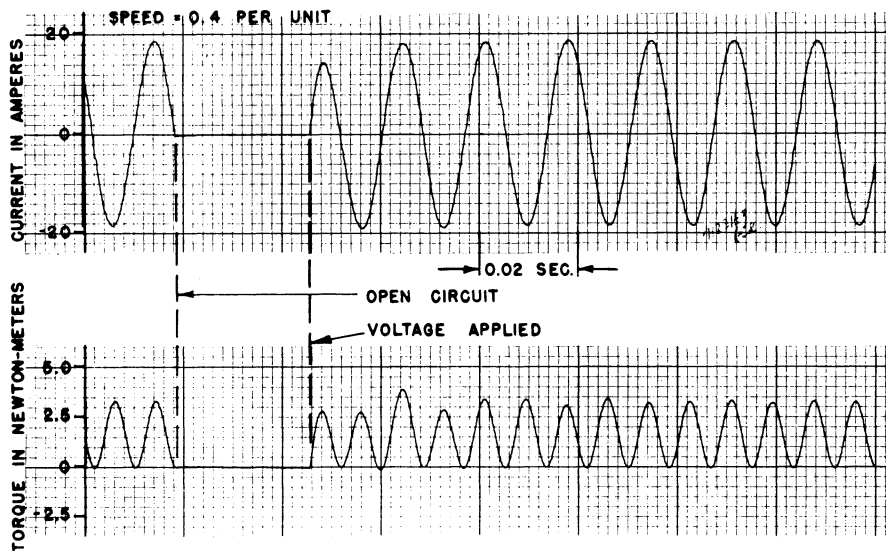 SPEED = 0.4 PER UNIT
CURRENT IN AMPERES
20
0
-20
0.02 SEC.
OPEN CIRCUIT
VOLTAGE APPLIED
TORQUE IN NEWTON-METERS
5.0
2.5
0
-2.5